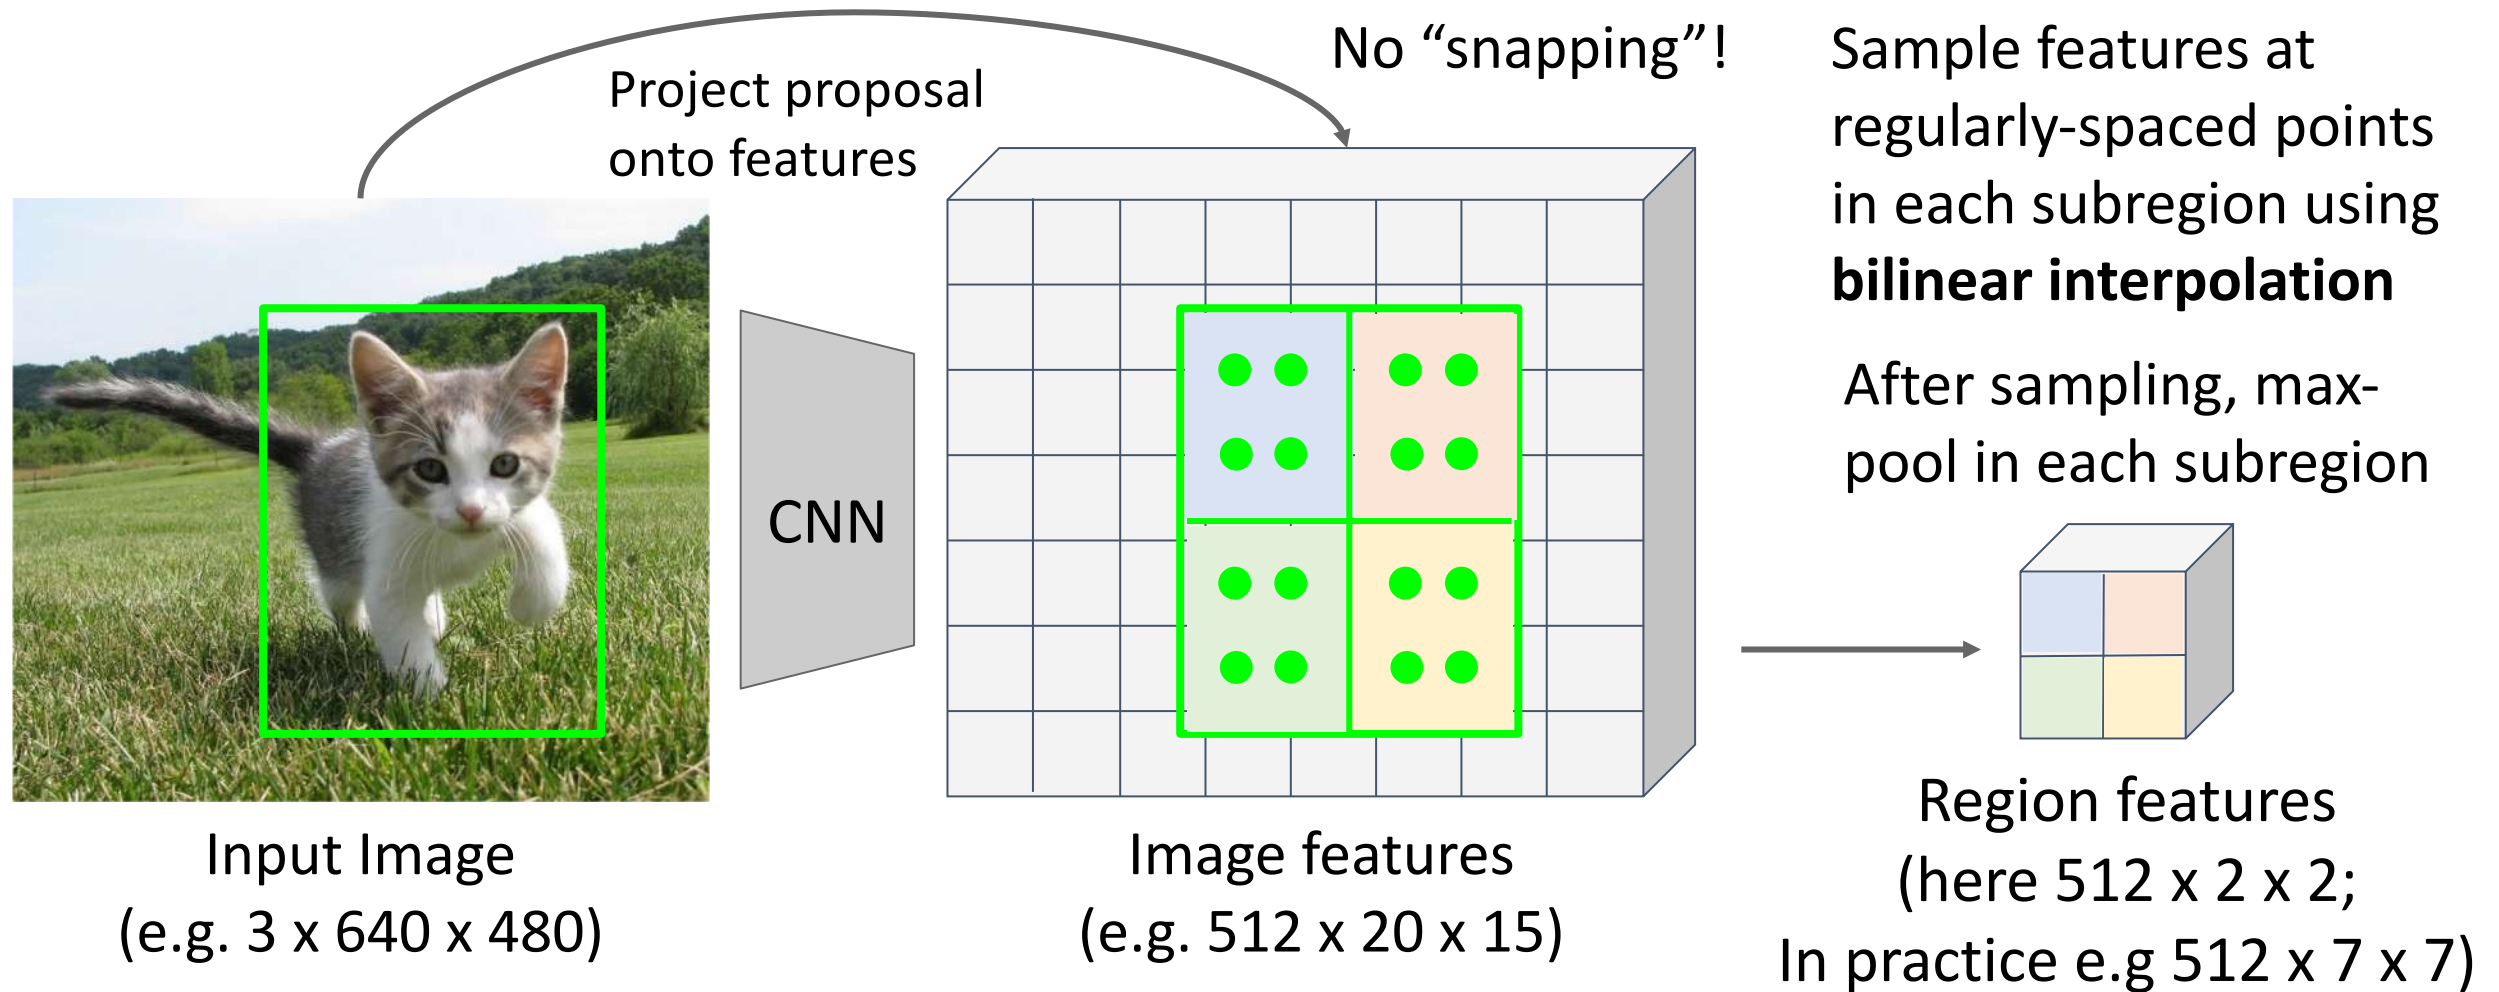 Project proposal
onto features
No “snapping”!
Sample features at
regularly-spaced points
in each subregion using
bilinear interpolation
After sampling, max-
pool in each subregion
CNN
Input Image
(e.g. 3 x 640 x 480)
Image features
(e.g. 512 x 20 x 15)
Region features
(here 512 x 2 x 2;
In practice e.g 512 x 7 x 7)